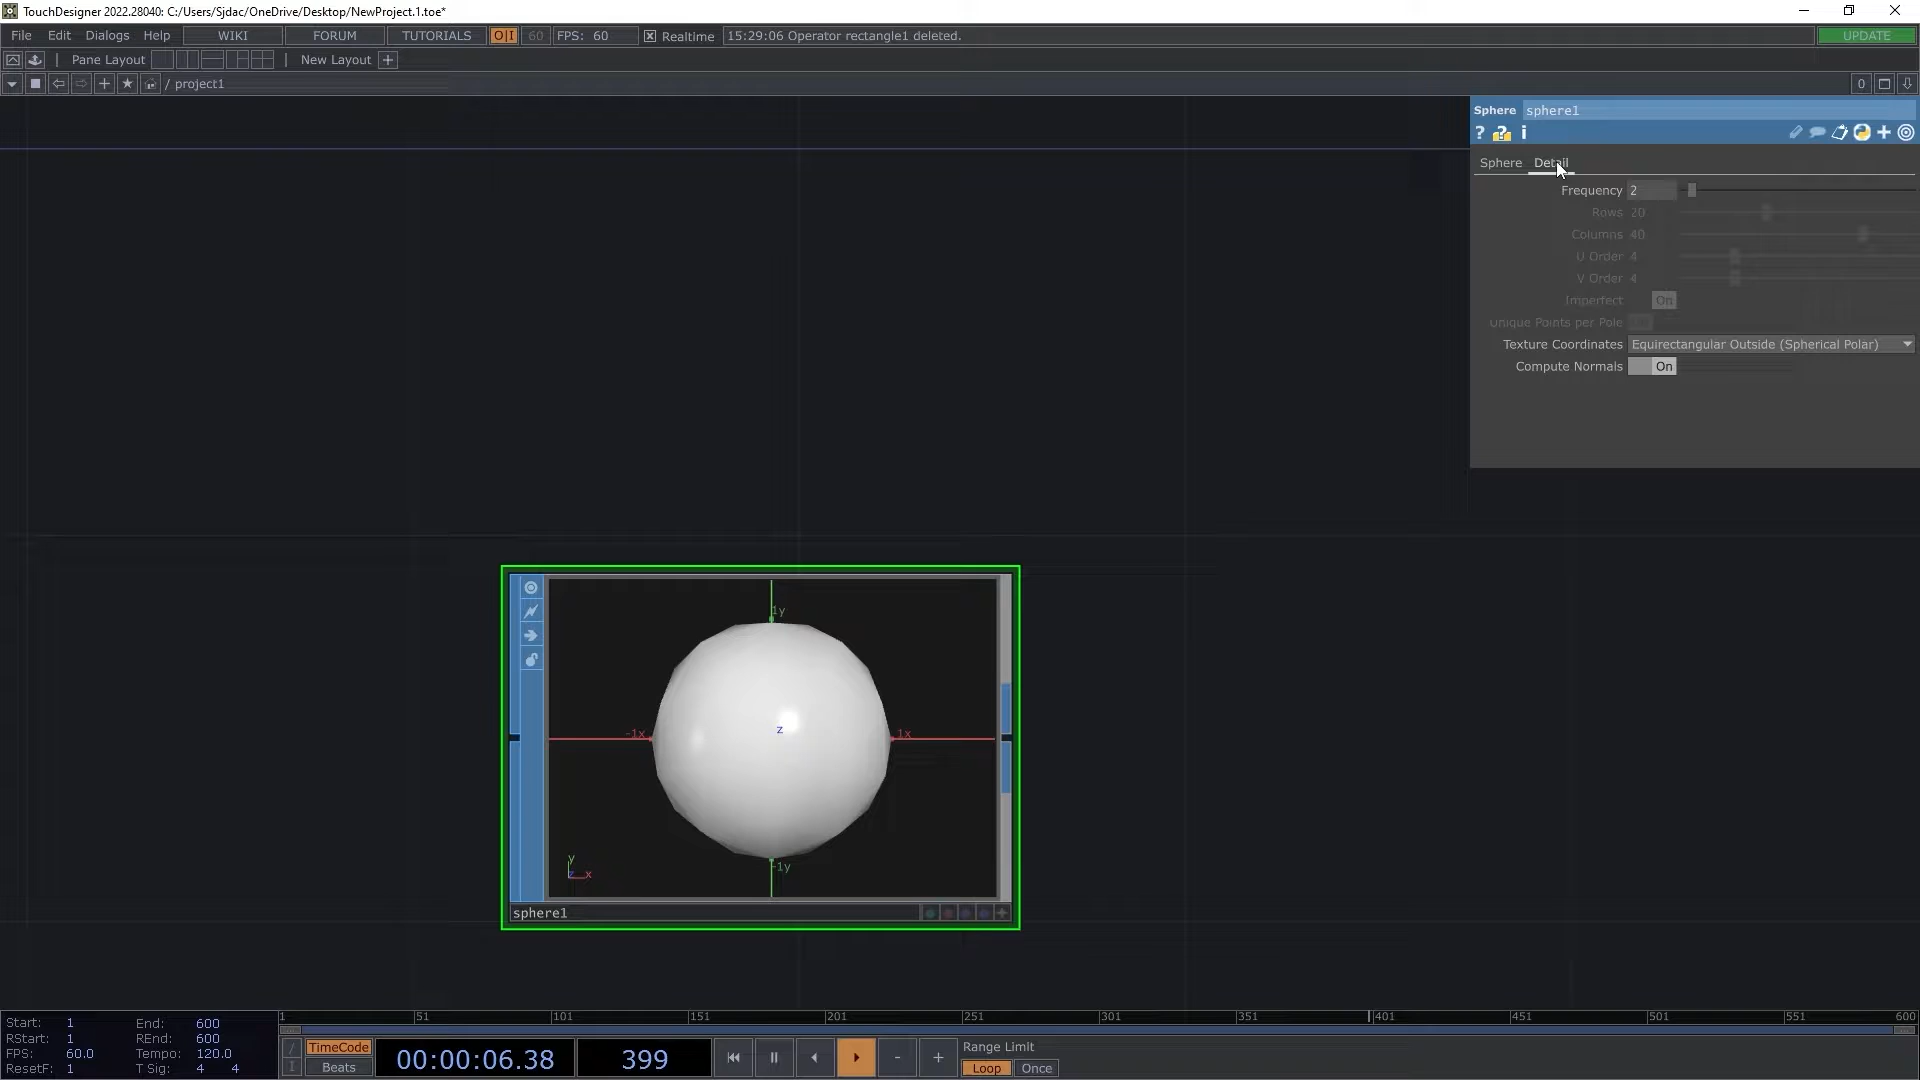 TouchDesigner 2022.28040: C:/Users/Sjdac/OneDrive/Desktop/NewProject.1.toe*
File Edit Dialogs Help WIKI FORUM TUTORIALS O|I 60 FPS: 60 Realtime 15:29:06 Operator rectangle1 deleted. UPDATE
Pane Layout New Layout +
/ project1 0
Sphere sphere1
? ? i
Sphere Detail
Frequency 2
Rows 20
Columns 40
U Order 4
V Order 4
Imperfect On
Unique Points per Pole
Texture Coordinates Equirectangular Outside (Spherical Polar)
Compute Normals On
1y
z
-1x 1x
-1y
y
z x
sphere1
1 51 101 151 201 251 301 351 401 451 501 551 600
Start: 1 End: 600
RStart: 1 REnd: 600
FPS: 60.0 Tempo: 120.0
ResetF: 1 T Sig: 4 4
TimeCode
Beats
00:00:06.38 399
- +
Range Limit
Loop Once